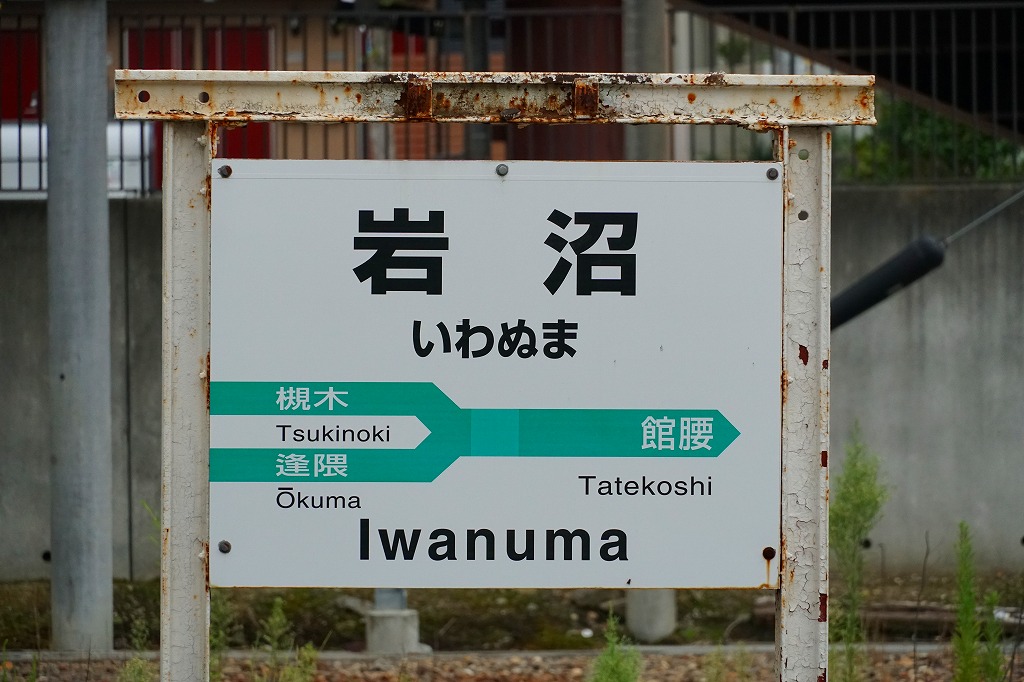 岩沼
いわぬま
槻木
Tsukinoki
逢隈
Ōkuma
館腰
Tatekoshi
Iwanuma